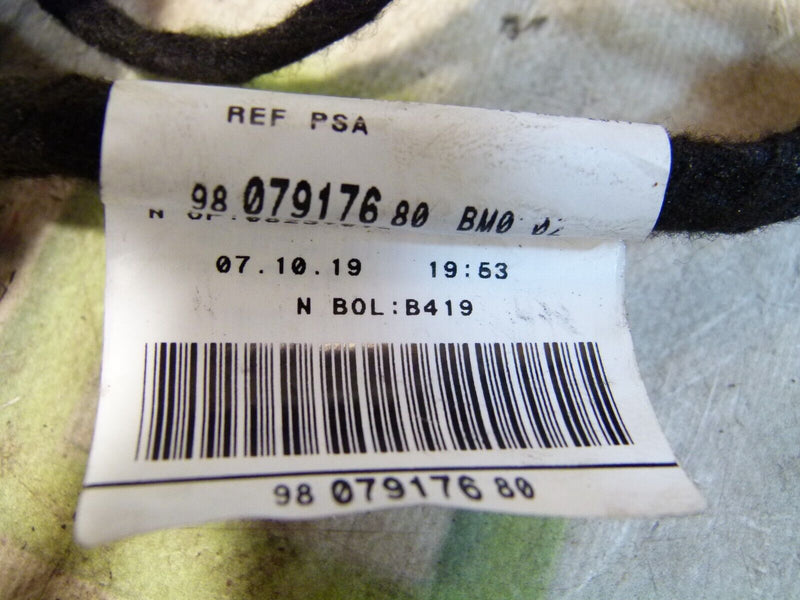 REF PSA
98 079176 80 BM0
07.10.19 19:53
N BOL:B419
98 079176 80